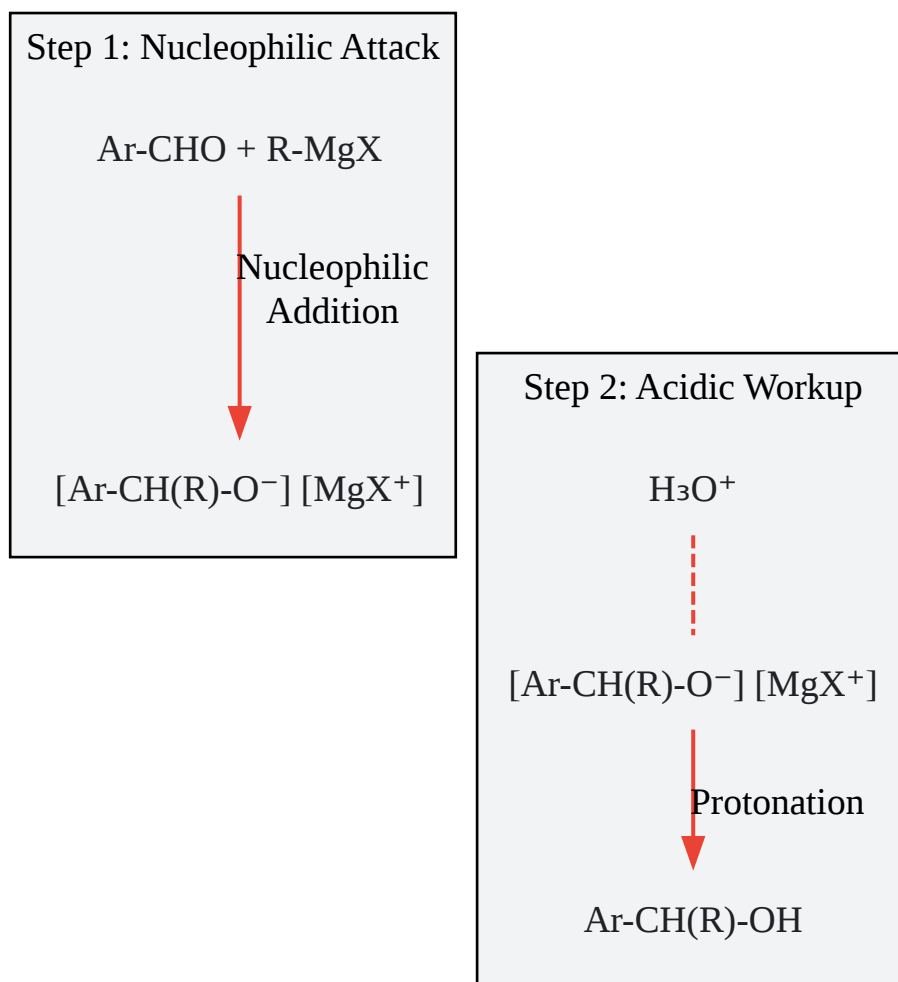 Step 1: Nucleophilic Attack
Ar-CHO + R-MgX
Nucleophilic
Addition
[Ar-CH(R)-O⁻] [MgX⁺]
Step 2: Acidic Workup
H₃O⁺
[Ar-CH(R)-O⁻] [MgX⁺]
Protonation
Ar-CH(R)-OH